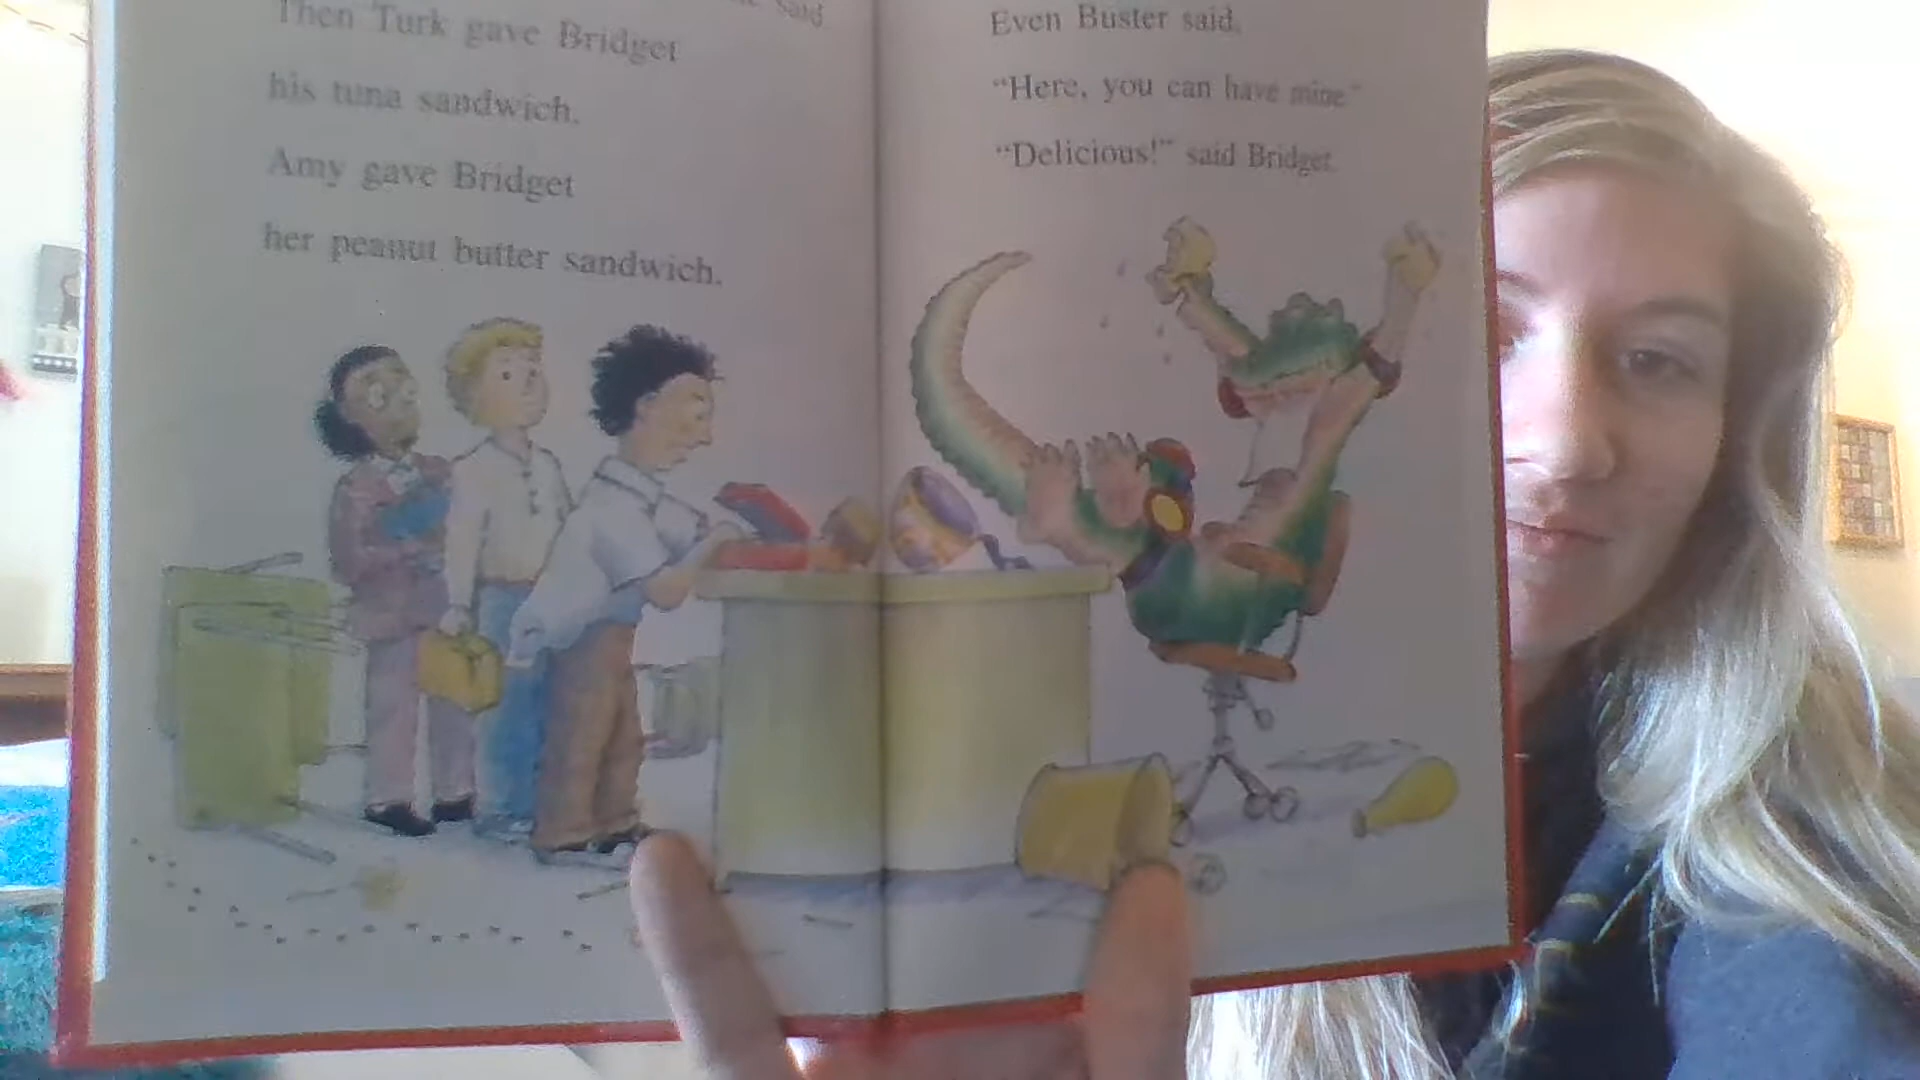 said
Then Turk gave Bridget
his tuna sandwich.
Amy gave Bridget
her peanut butter sandwich.
Even Buster said,
"Here, you can have mine."
"Delicious!" said Bridget.